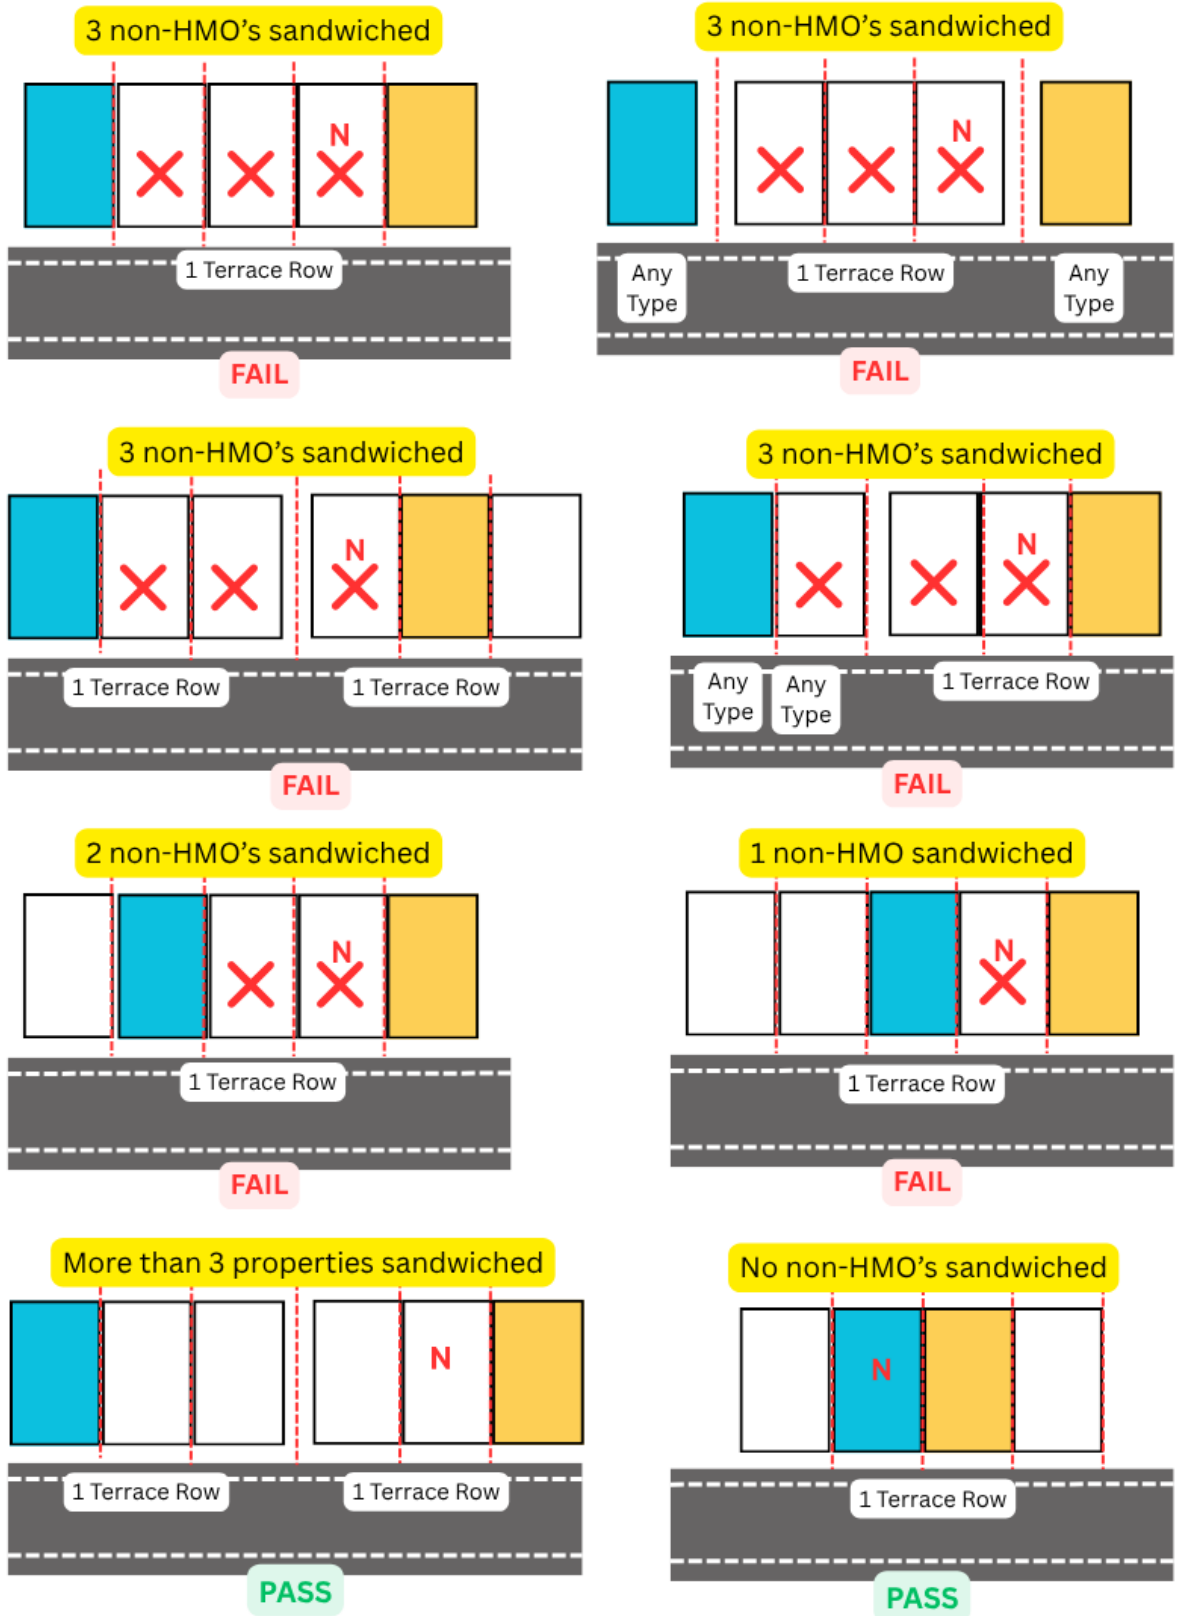 3 non-HMO's sandwiched
N
1 Terrace Row
FAIL
3 non-HMO's sandwiched
N
Any
Type
1 Terrace Row
Any
Type
FAIL
3 non-HMO's sandwiched
N
1 Terrace Row
1 Terrace Row
FAIL
3 non-HMO's sandwiched
N
Any
Type
Any
Type
1 Terrace Row
FAIL
2 non-HMO's sandwiched
N
1 Terrace Row
FAIL
1 non-HMO sandwiched
N
1 Terrace Row
FAIL
More than 3 properties sandwiched
N
1 Terrace Row
1 Terrace Row
PASS
No non-HMO's sandwiched
N
1 Terrace Row
PASS